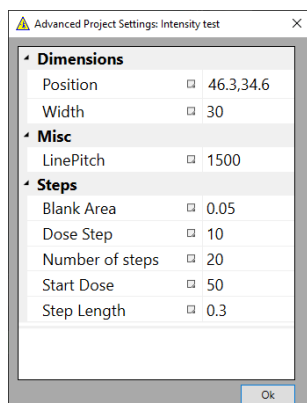 Advanced Project Settings: Intensity test
Dimensions
Position 46.3,34.6
Width 30
Misc
LinePitch 1500
Steps
Blank Area 0.05
Dose Step 10
Number of steps 20
Start Dose 50
Step Length 0.3
Ok